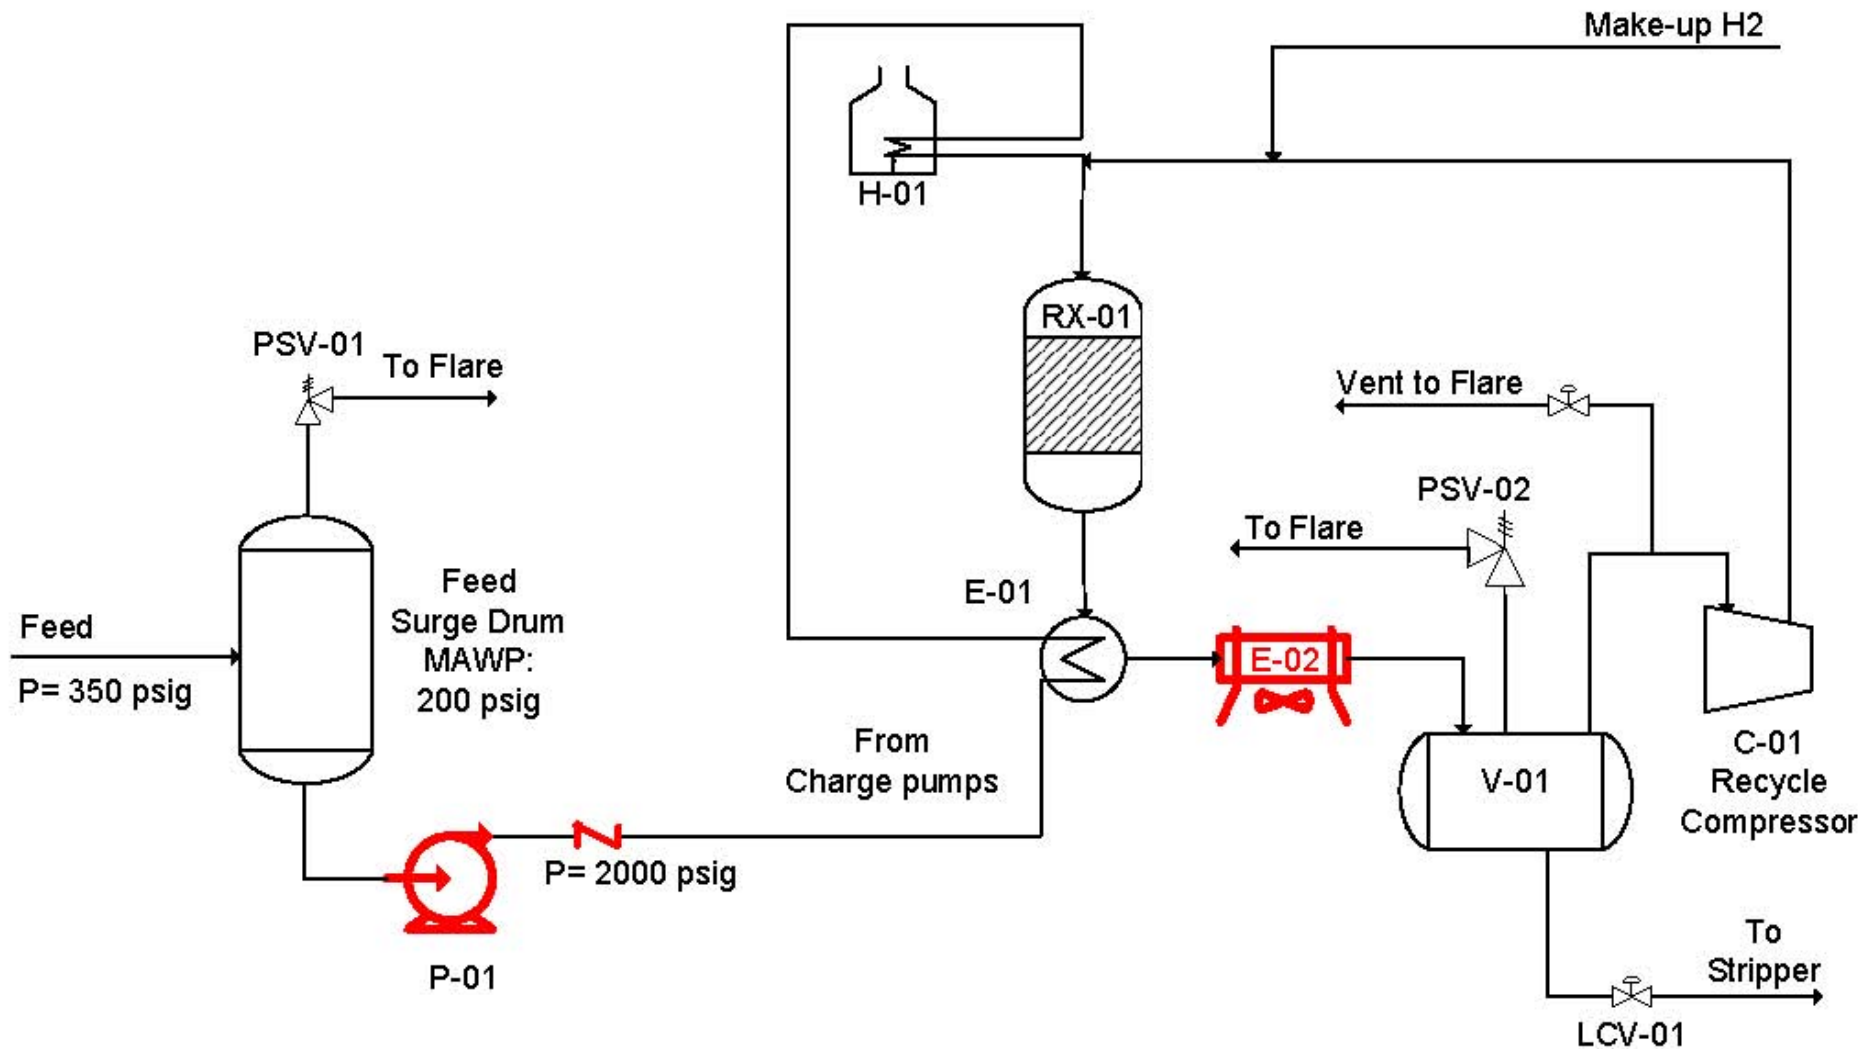 Make-up H2
H-01
RX-01
PSV-01
To Flare
Vent to Flare
PSV-02
To Flare
Feed
P= 350 psig
Feed
Surge Drum
MAWP:
200 psig
E-01
E-02
From
Charge pumps
V-01
C-01
Recycle
Compressor
P= 2000 psig
P-01
To
Stripper
LCV-01